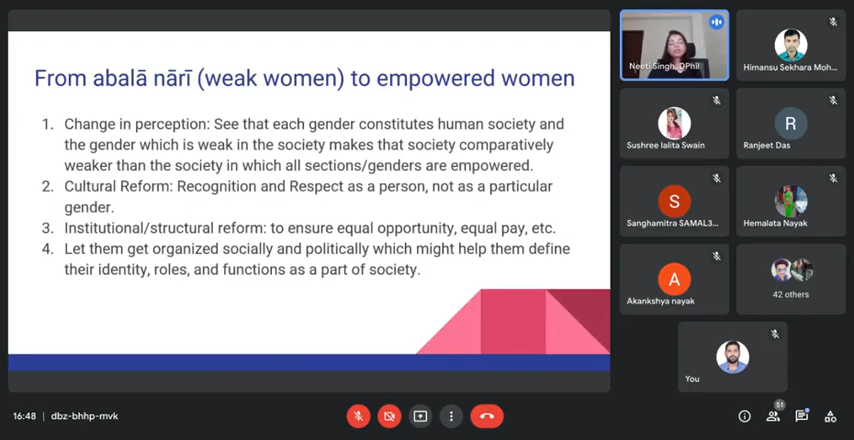 From abalā nārī (weak women) to empowered women
1. Change in perception: See that each gender constitutes human society and
the gender which is weak in the society makes that society comparatively
weaker than the society in which all sections/genders are empowered.
2. Cultural Reform: Recognition and Respect as a person, not as a particular
gender.
3. Institutional/structural reform: to ensure equal opportunity, equal pay, etc.
4. Let them get organized socially and politically which might help them define
their identity, roles, and functions as a part of society.
Neeti Singh, DPhil
Himansu Sekhara Moh...
Sushree lalita Swain
R
Ranjeet Das
S
Sanghamitra SAMAL3...
Hemalata Nayak
A
Akankshya nayak
42 others
You
16:48 | dbz-bhhp-mvk
51